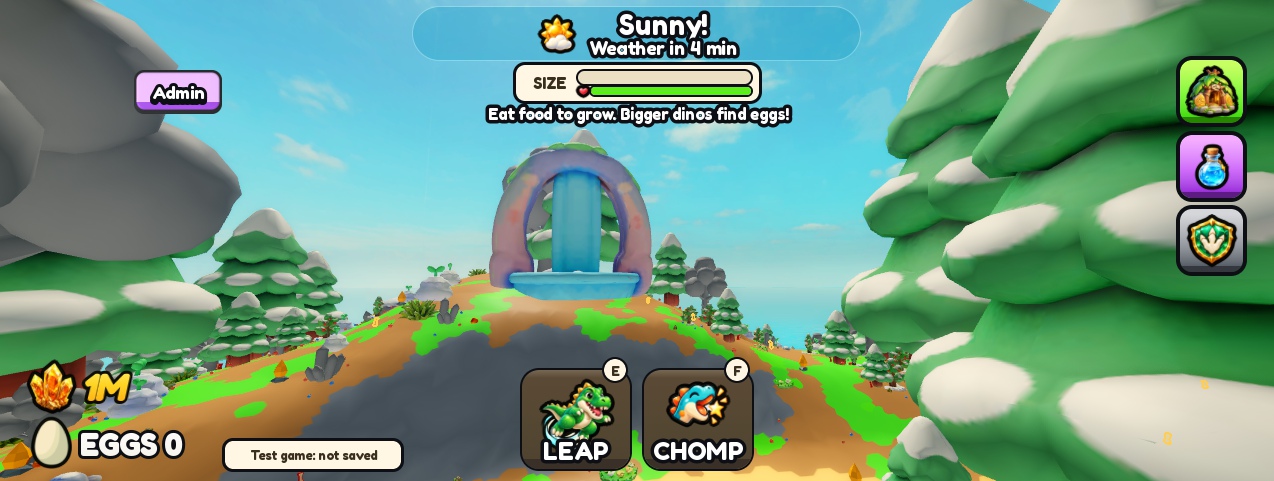 Sunny!
Weather in 4 min
Admin
SIZE
Eat food to grow. Bigger dinos find eggs!
1M
EGGS 0
Test game: not saved
E
LEAP
F
CHOMP